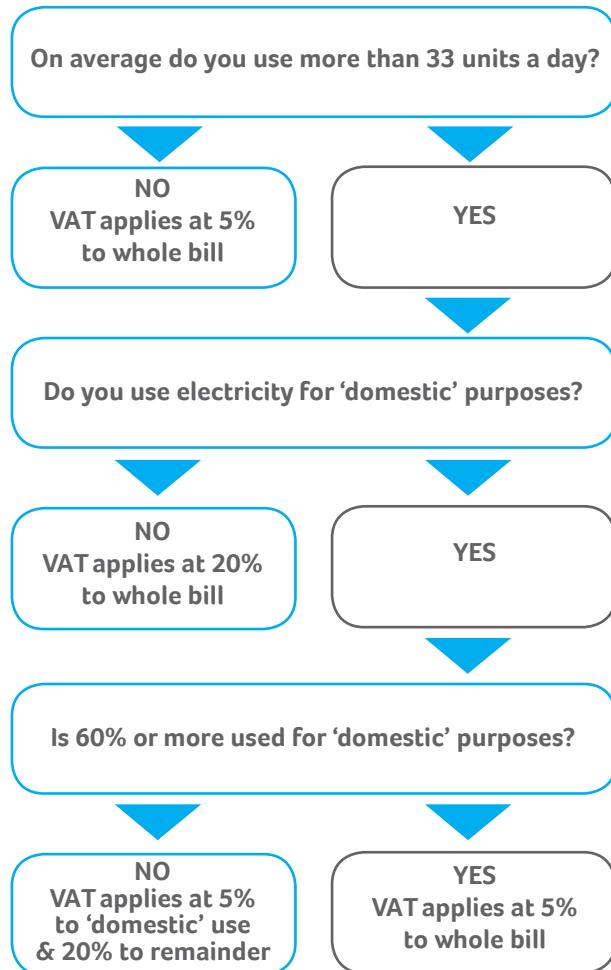 On average do you use more than 33 units a day?
NO
VAT applies at 5%
to whole bill
YES
Do you use electricity for ‘domestic’ purposes?
NO
VAT applies at 20%
to whole bill
YES
Is 60% or more used for ‘domestic’ purposes?
NO
VAT applies at 5%
to ‘domestic’ use
& 20% to remainder
YES
VAT applies at 5%
to whole bill